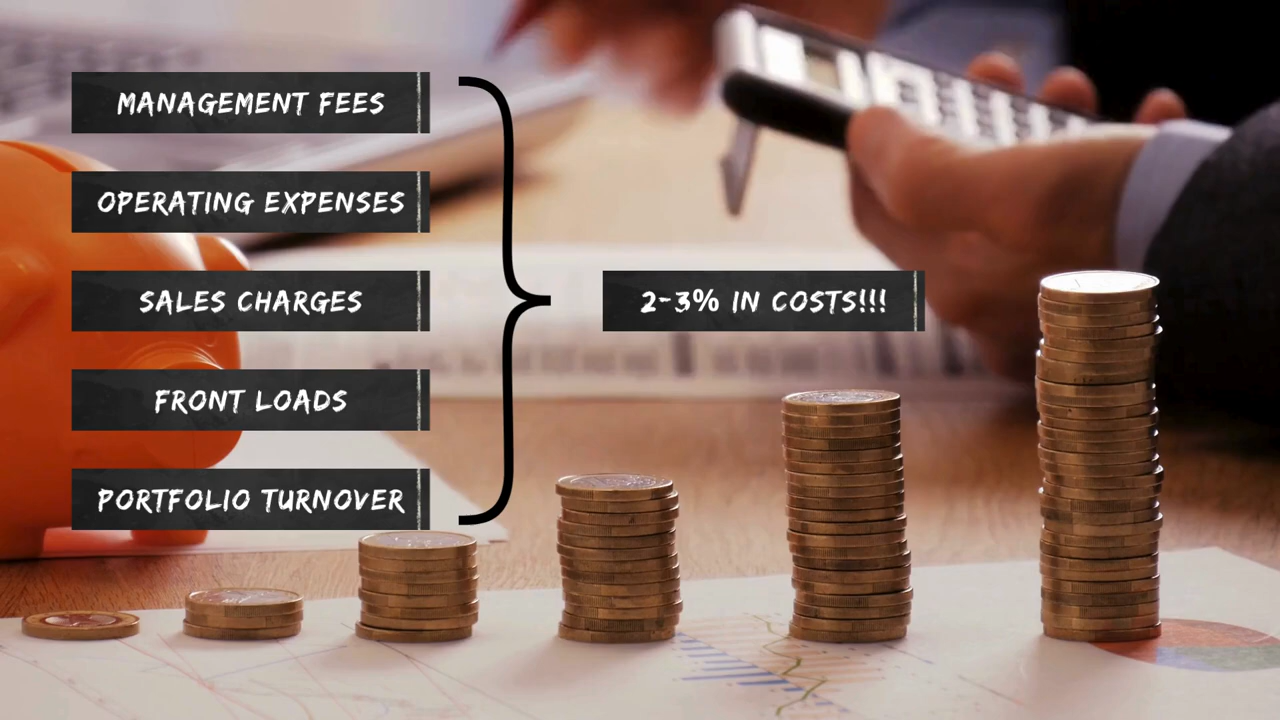 MANAGEMENT FEES
OPERATING EXPENSES
SALES CHARGES
FRONT LOADS
PORTFOLIO TURNOVER
2-3% IN COSTS!!!